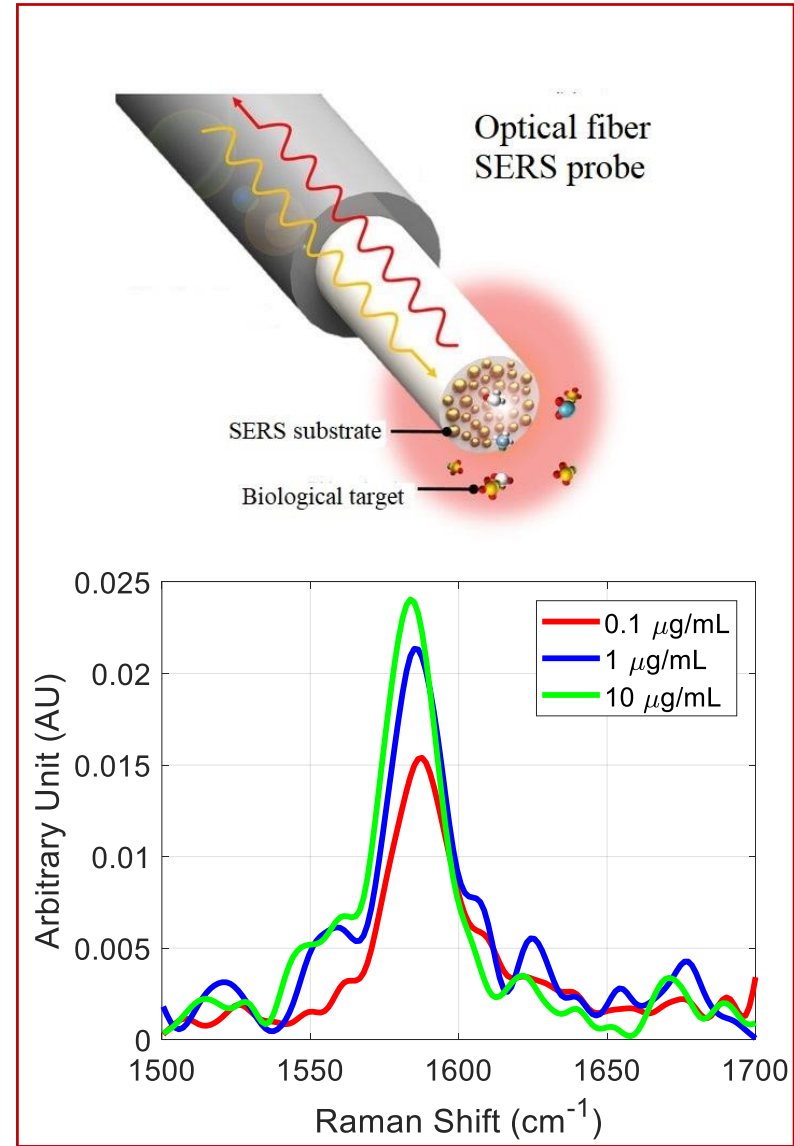 Optical fiber
SERS probe
SERS substrate
Biological target
0.025
0.02
0.015
0.01
0.005
0
Arbitrary Unit (AU)
0.1 μg/mL
1 μg/mL
10 μg/mL
1500
1550
1600
1650
1700
Raman Shift (cm⁻¹)